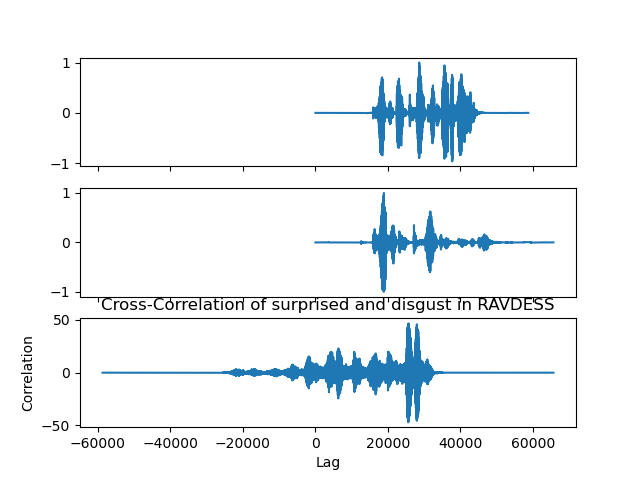 1
0
−1
1
0
−1
Cross-Correlation of surprised and disgust in RAVDESS
50
0
−50
Correlation
−60000 −40000 −20000 0 20000 40000 60000
Lag